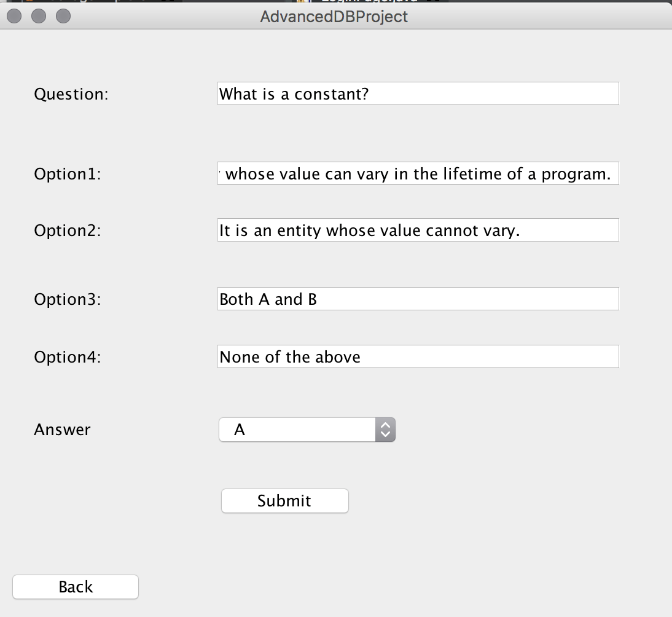 AdvancedDBProject
Question: What is a constant?
Option1: whose value can vary in the lifetime of a program.
Option2: It is an entity whose value cannot vary.
Option3: Both A and B
Option4: None of the above
Answer A
Submit
Back